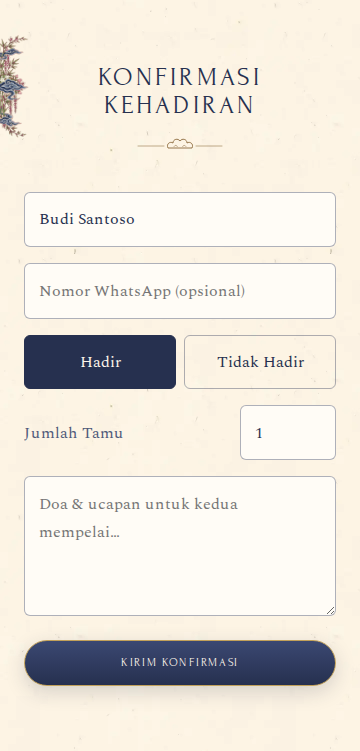 KONFIRMASI
KEHADIRAN
Budi Santoso
Nomor WhatsApp (opsional)
Hadir
Tidak Hadir
Jumlah Tamu
1
Doa & ucapan untuk kedua
mempelai...
KIRIM KONFIRMASI